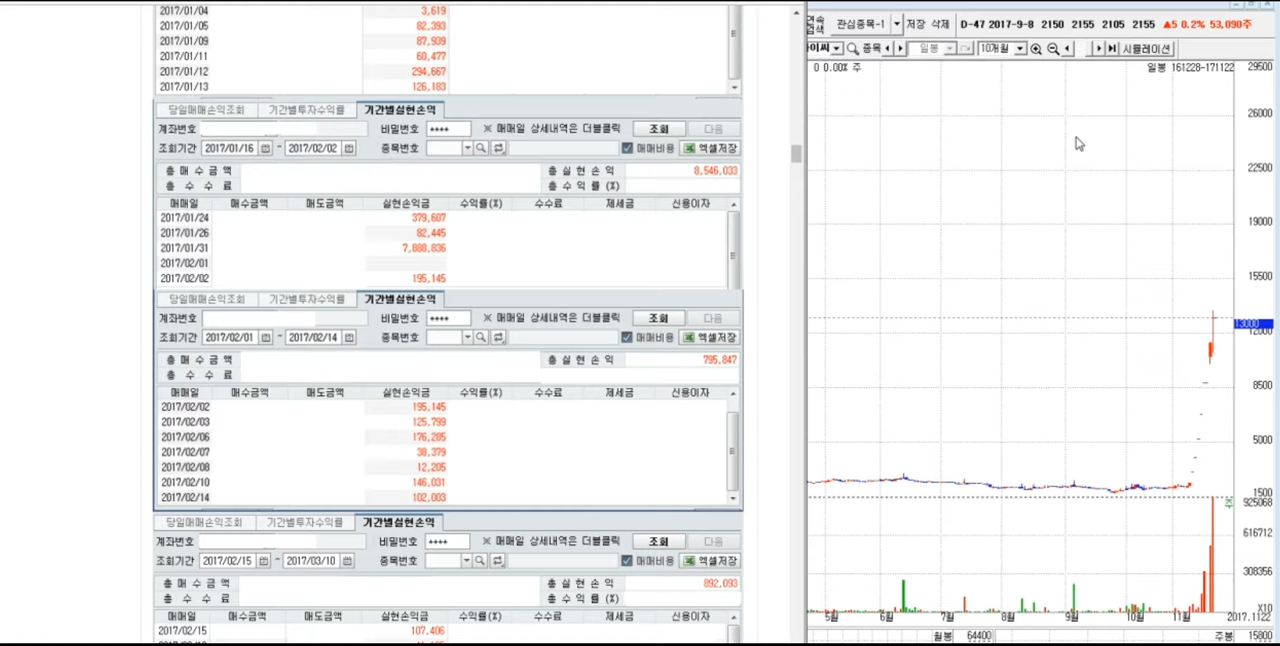 2017/01/04 3,619
2017/01/05 82,393
2017/01/09 87,939
2017/01/11 60,477
2017/01/12 294,667
2017/01/13 126,183
당일매매손익조회 기간별투자수익률 기간별실현손익
계좌번호 비밀번호 **** ※ 매매일 상세내역은 더블클릭 조회 다음
조회기간 2017/01/16 ~ 2017/02/02 종목번호 매매비용 엑셀저장
총 매 수 금 액 총 실 현 손 익 8,546,033
총 수 수 료 총 수 익 률 (%)
매매일 매수금액 매도금액 실현손익금 수익률(%) 수수료 제세금 신용이자
2017/01/24 379,607
2017/01/26 82,445
2017/01/31 7,888,836
2017/02/01
2017/02/02 195,145
당일매매손익조회 기간별투자수익률 기간별실현손익
계좌번호 비밀번호 **** ※ 매매일 상세내역은 더블클릭 조회 다음
조회기간 2017/02/01 ~ 2017/02/14 종목번호 매매비용 엑셀저장
총 매 수 금 액 총 실 현 손 익 795,847
총 수 수 료
매매일 매수금액 매도금액 실현손익금 수익률(%) 수수료 제세금 신용이자
2017/02/02 195,145
2017/02/03 125,799
2017/02/06 176,285
2017/02/07 38,379
2017/02/08 12,205
2017/02/10 146,031
2017/02/14 102,003
당일매매손익조회 기간별투자수익률 기간별실현손익
계좌번호 비밀번호 **** ※ 매매일 상세내역은 더블클릭 조회 다음
조회기간 2017/02/15 ~ 2017/03/10 종목번호 매매비용 엑셀저장
총 매 수 금 액 총 실 현 손 익 892,093
총 수 수 료 총 수 익 률 (%)
매매일 매수금액 매도금액 실현손익금 수익률(%) 수수료 제세금 신용이자
2017/02/15 107,406
연속
검색 관심종목-1 저장 삭제 D-47 2017-9-8 2150 2155 2105 2155 ▲5 0.2% 53,090주
종목 일봉 10개월 시뮬레이션
0 0.00% 주 일봉 161228-171122 29500
26000
22500
19000
15500
13000
12000
8500
5000
1500
925068
616712
308356
X10
5월 6월 7월 8월 9월 10월 11월 2017.1122
월봉 64400 주봉 15800